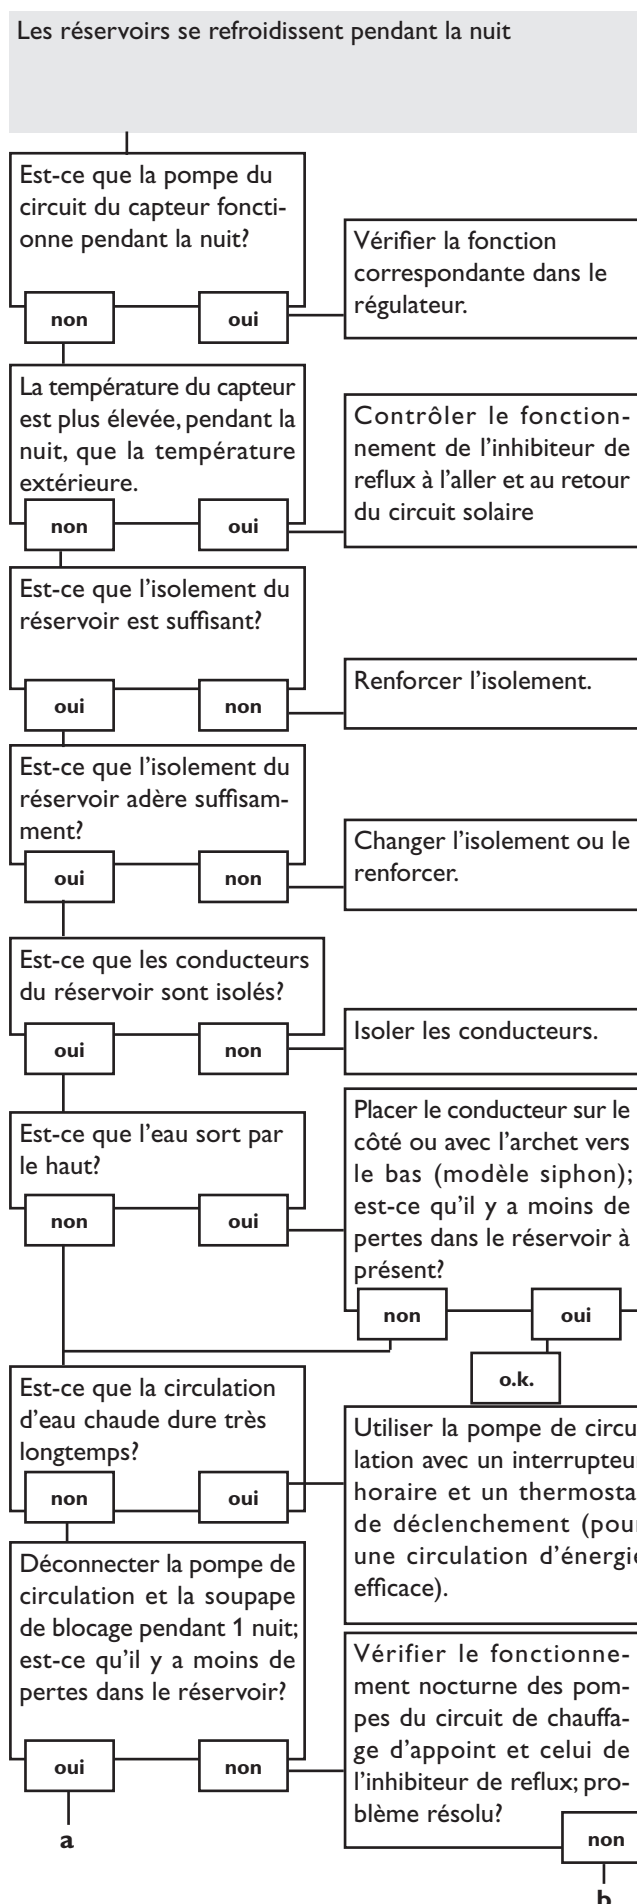 Les réservoirs se refroidissent pendant la nuit
Est-ce que la pompe du
circuit du capteur foncti-
onne pendant la nuit?
non
oui
Vérifier la fonction
correspondante dans le
régulateur.
La température du capteur
est plus élevée, pendant la
nuit, que la température
extérieure.
non
oui
Contrôler le fonction-
nement de l'inhibiteur de
reflux à l'aller et au retour
du circuit solaire
Est-ce que l'isolement du
réservoir est suffisant?
oui
non
Renforcer l'isolement.
Est-ce que l'isolement du
réservoir adère suffisam-
ment?
oui
non
Changer l'isolement ou le
renforcer.
Est-ce que les conducteurs
du réservoir sont isolés?
oui
non
Isoler les conducteurs.
Est-ce que l'eau sort par
le haut?
non
oui
Placer le conducteur sur le
côté ou avec l'archet vers
le bas (modèle siphon);
est-ce qu'il y a moins de
pertes dans le réservoir à
présent?
non
oui
o.k.
Est-ce que la circulation
d'eau chaude dure très
longtemps?
non
oui
Utiliser la pompe de circu
lation avec un interrupteur
horaire et un thermosta
de déclenchement (pour
une circulation d'énergie
efficace).
Déconnecter la pompe de
circulation et la soupape
de blocage pendant 1 nuit;
est-ce qu'il y a moins de
pertes dans le réservoir?
oui
non
a
Vérifier le fonctionne-
ment nocturne des pom-
pes du circuit de chauffa-
ge d'appoint et celui de
l'inhibiteur de reflux; pro-
blème résolu?
non
b